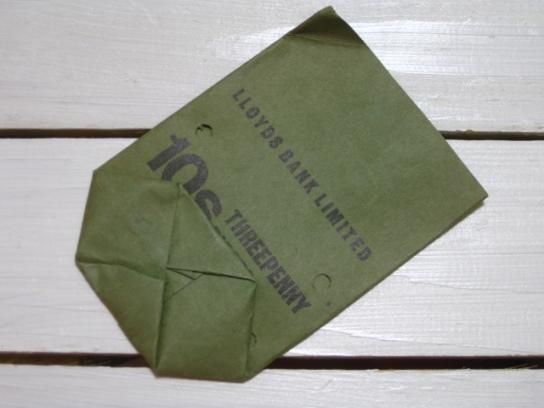 LLOYDS BANK LIMITED
10s
THREEPENNY